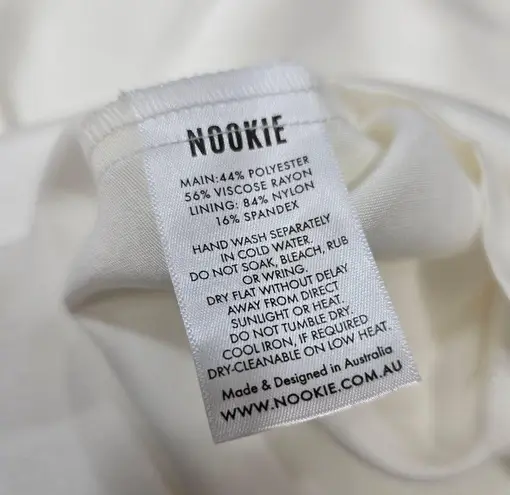 NOOKIE
MAIN:44% POLYESTER
56% VISCOSE RAYON
LINING: 84% NYLON
16% SPANDEX
HAND WASH SEPARATELY
IN COLD WATER.
DO NOT SOAK, BLEACH, RUB
OR WRING.
DRY FLAT WITHOUT DELAY
AWAY FROM DIRECT
SUNLIGHT OR HEAT.
DO NOT TUMBLE DRY.
COOL IRON, IF REQUIRED
DRY-CLEANABLE ON LOW HEAT.
Made & Designed in Australia
WWW.NOOKIE.COM.AU